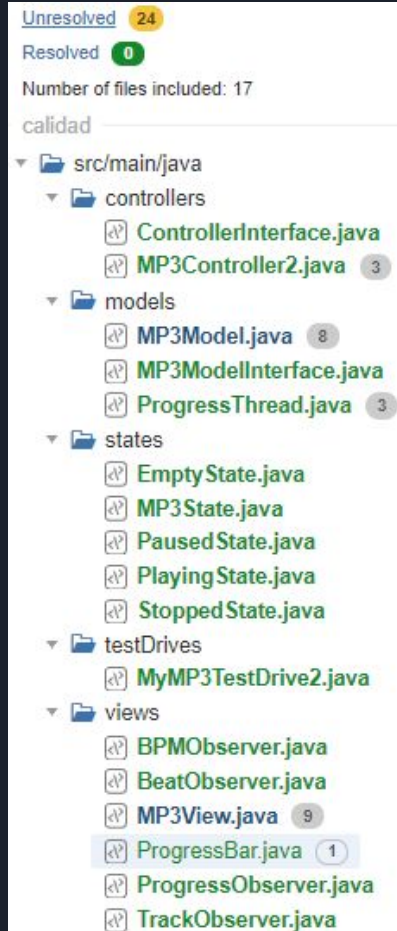 Unresolved 24
Resolved 0
Number of files included: 17
calidad
src/main/java
controllers
ControllerInterface.java
MP3Controller2.java 3
models
MP3Model.java 8
MP3ModelInterface.java
ProgressThread.java 3
states
EmptyState.java
MP3State.java
PausedState.java
PlayingState.java
StoppedState.java
testDrives
MyMP3TestDrive2.java
views
BPMObserver.java
BeatObserver.java
MP3View.java 9
ProgressBar.java 1
ProgressObserver.java
TrackObserver.java